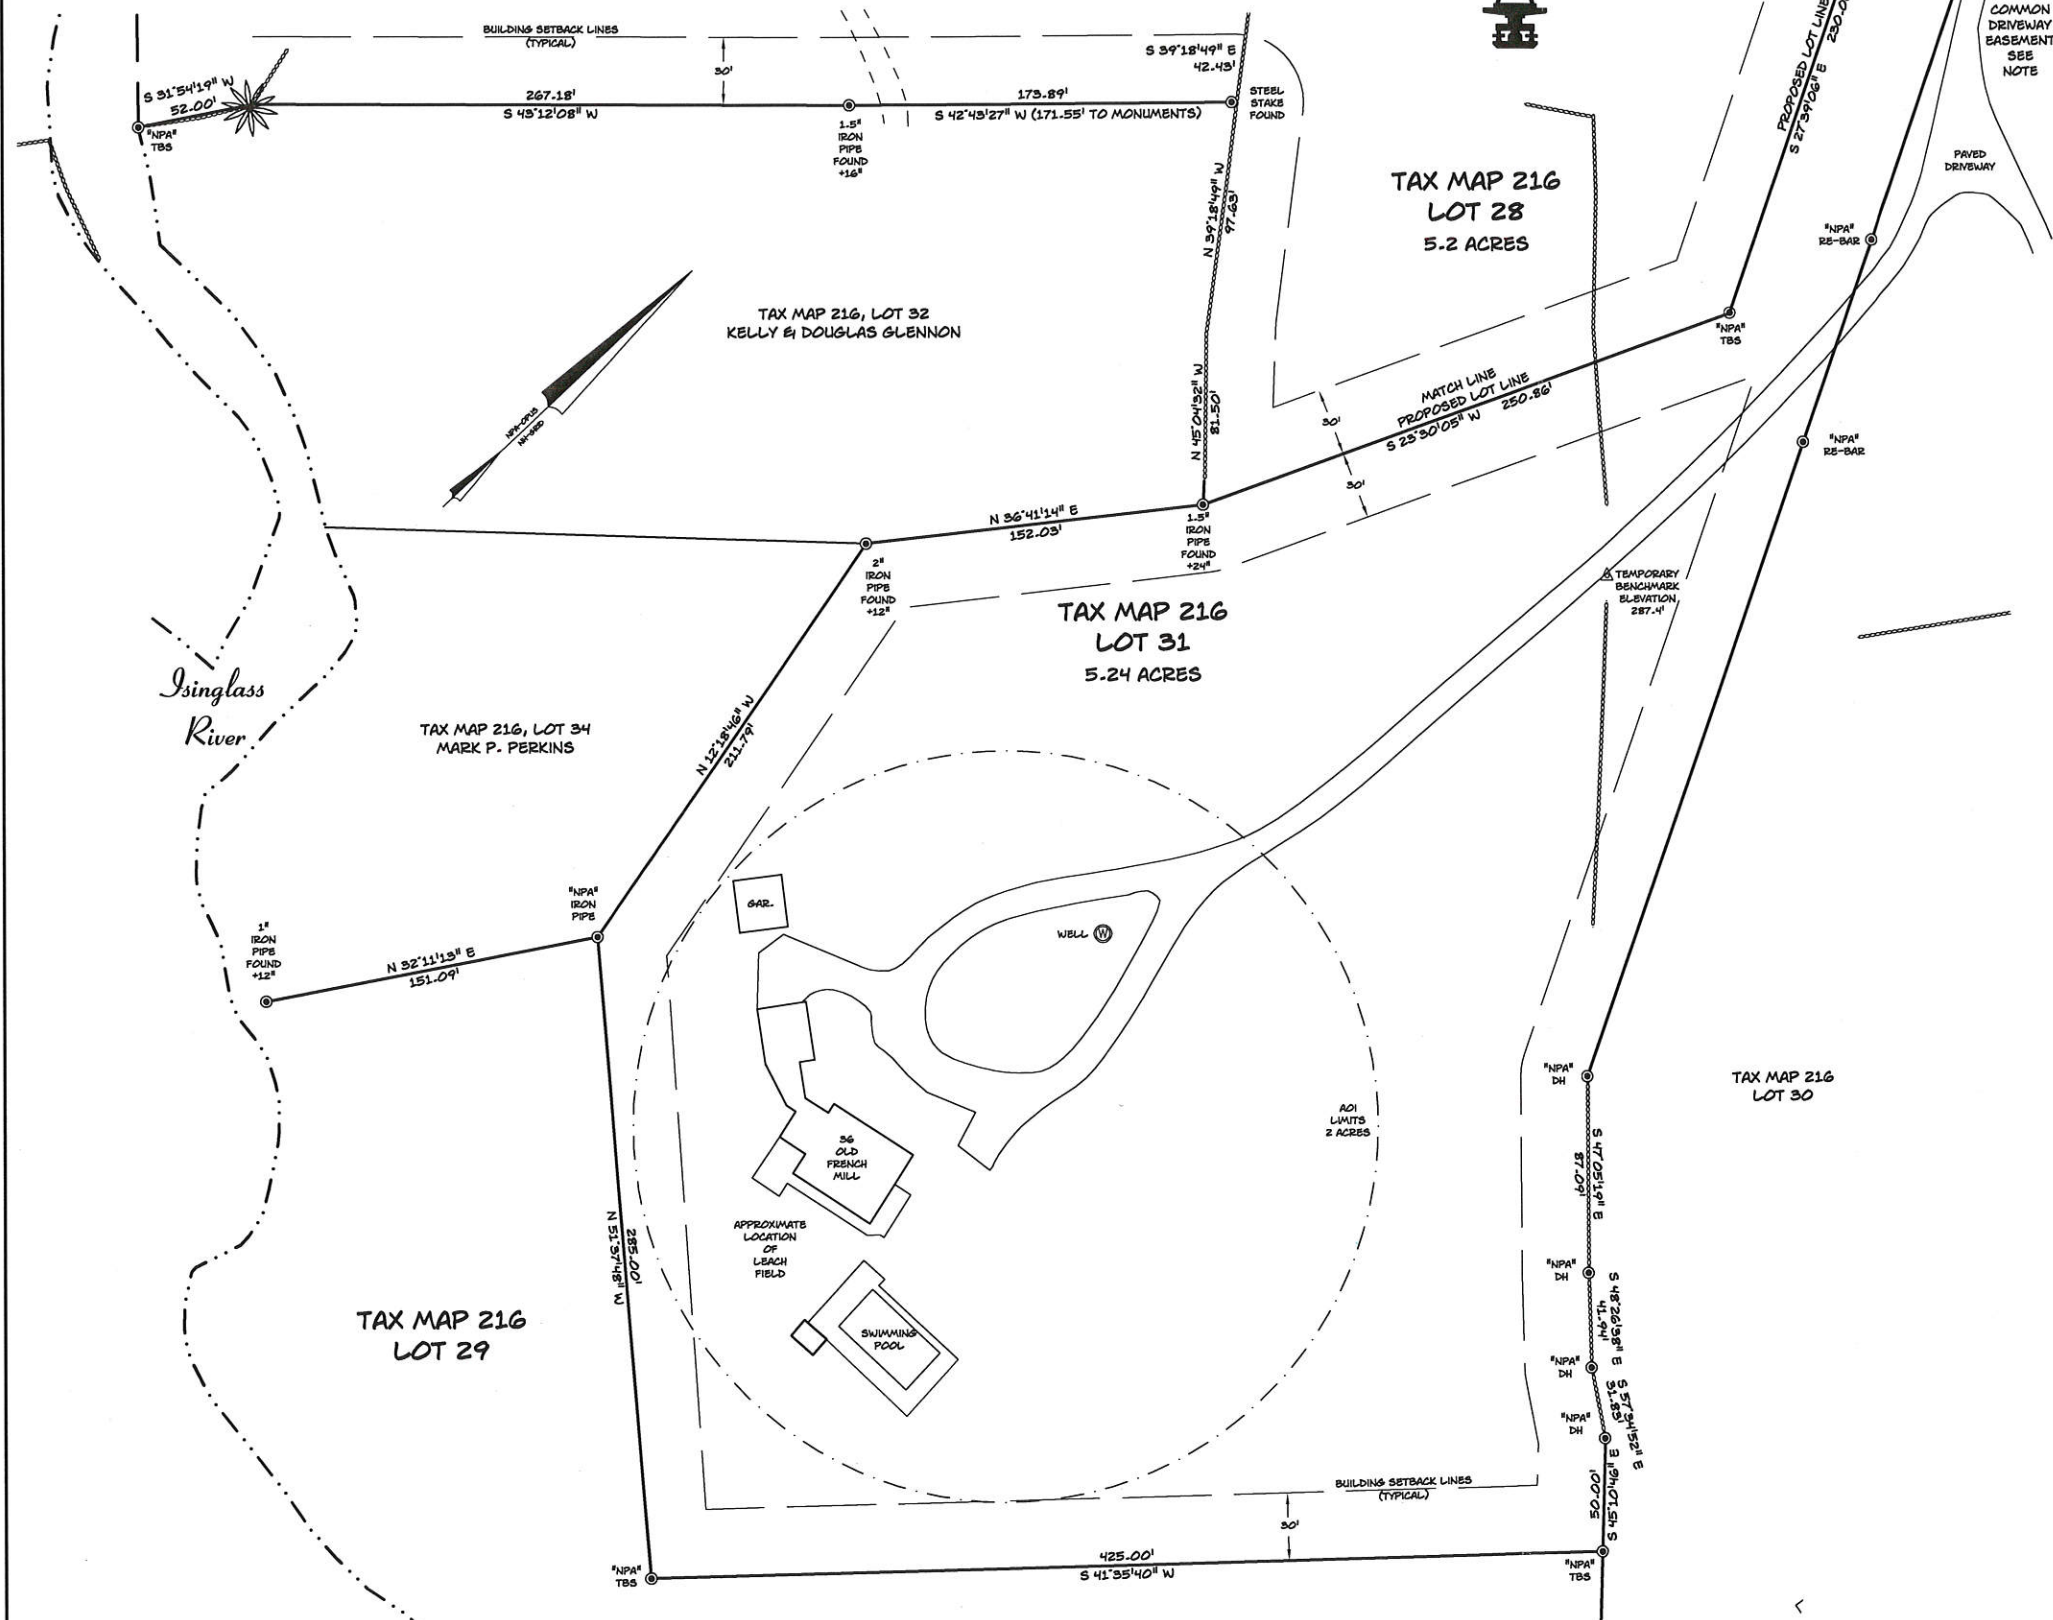 BUILDING SETBACK LINES
(TYPICAL)
30'
S 39°18'49" E
42.43'
COMMON
DRIVEWAY
EASEMENT
SEE
NOTE
PROPOSED LOT LINE
S 27°39'06" E
S 31°54'19" W
52.00'
"NPA"
TBS
267.18'
S 43°12'08" W
173.89'
S 42°43'27" W (171.55' TO MONUMENTS)
STEEL
STAKE
FOUND
1.5"
IRON
PIPE
FOUND
+16"
PAVED
DRIVEWAY
N 39°18'49" W
97.63'
TAX MAP 216
LOT 28
5.2 ACRES
"NPA"
RE-BAR
TAX MAP 216, LOT 32
KELLY & DOUGLAS GLENNON
"NPA"
TBS
NPA-OPUS
NH-GRID
N 45°04'32" W
81.50'
MATCH LINE
PROPOSED LOT LINE
S 23°30'05" W 250.86'
30'
30'
"NPA"
RE-BAR
N 36°41'14" E
152.03'
1.5"
IRON
PIPE
FOUND
+24"
2"
IRON
PIPE
FOUND
+12"
TEMPORARY
BENCHMARK
ELEVATION
287.4'
TAX MAP 216
LOT 31
5.24 ACRES
Isinglass
River
TAX MAP 216, LOT 34
MARK P. PERKINS
N 12°18'46" W
211.79'
"NPA"
IRON
PIPE
GAR.
WELL W
1"
IRON
PIPE
FOUND
+12"
N 32°11'13" E
151.09'
"NPA"
DH
TAX MAP 216
LOT 30
AOI
LIMITS
2 ACRES
36
OLD
FRENCH
MILL
S 47°05'19" E
87.09'
APPROXIMATE
LOCATION
OF
LEACH
FIELD
N 51°37'48" W
285.00'
"NPA"
DH
S 48°26'38" E
41.94'
TAX MAP 216
LOT 29
SWIMMING
POOL
"NPA"
DH
S 57°34'52" E
31.83'
"NPA"
DH
BUILDING SETBACK LINES
(TYPICAL)
30'
S 45°10'46" E
50.00'
425.00'
S 41°35'40" W
"NPA"
TBS
"NPA"
TBS